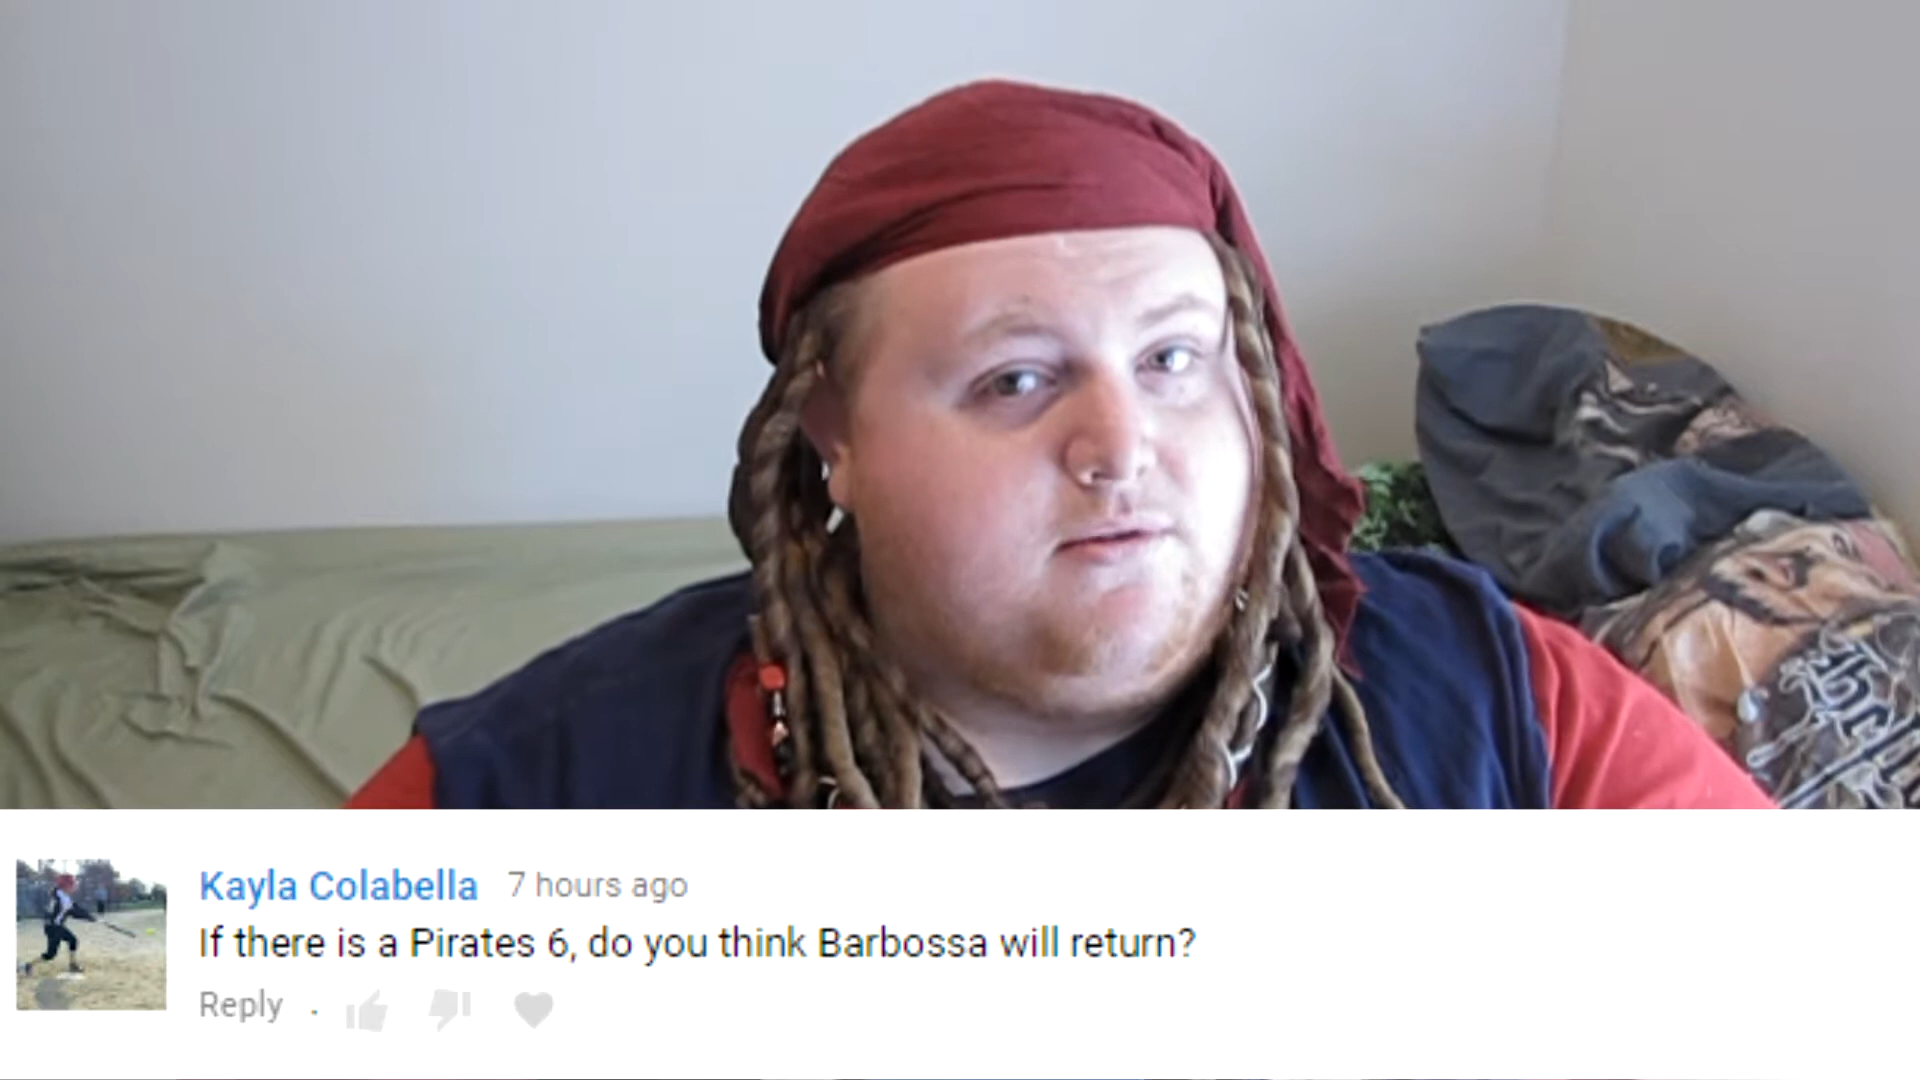 Kayla Colabella 7 hours ago
If there is a Pirates 6, do you think Barbossa will return?
Reply .